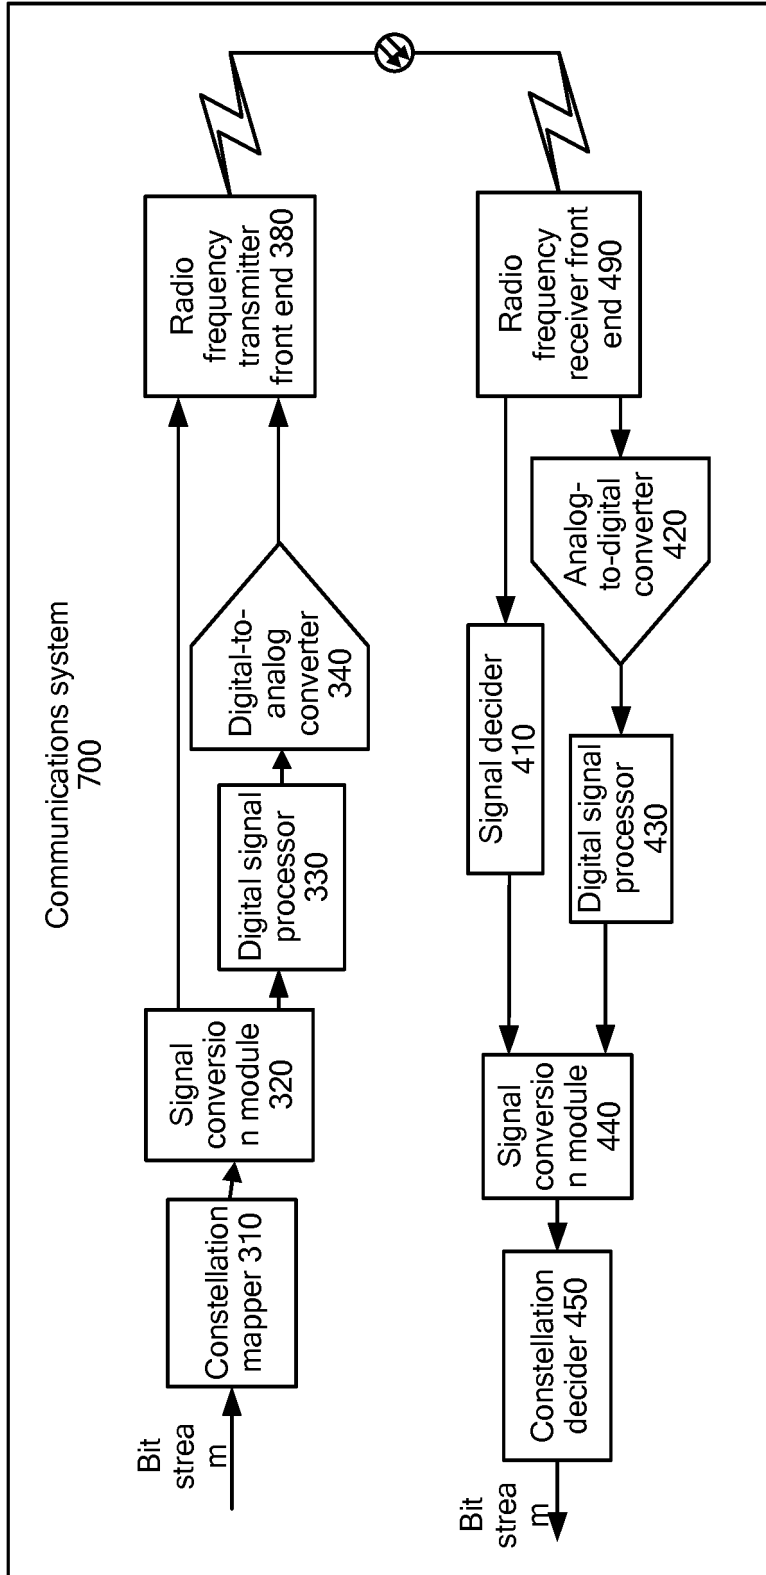 Communications system
700
Bit
strea
m
Constellation
mapper 310
Signal
conversio
n module
320
Digital signal
processor
330
Digital-to-
analog
converter
340
Radio
frequency
transmitter
front end 380
Radio
frequency
receiver front
end 490
Analog-
to-digital
converter
420
Signal decider
410
Digital signal
processor
430
Signal
conversio
n module
440
Constellation
decider 450
Bit
strea
m